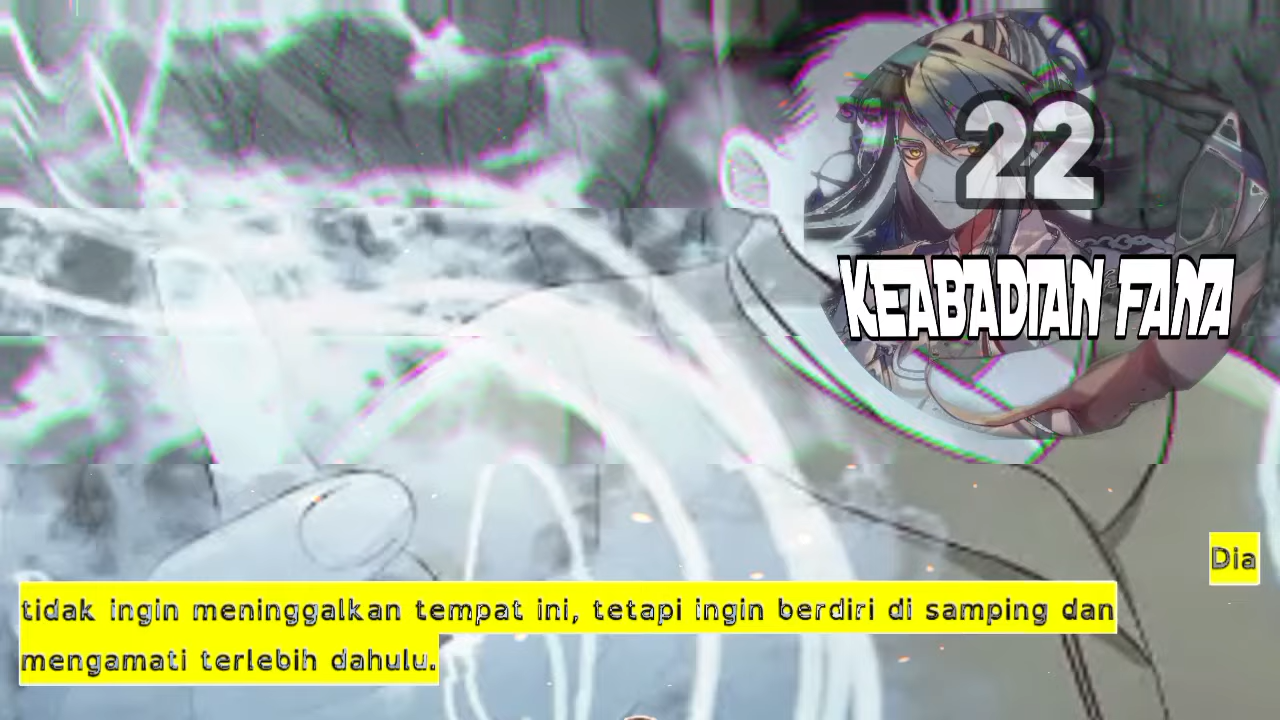 22
KEABADIAN FANA
Dia
tidak ingin meninggalkan tempat ini, tetapi ingin berdiri di samping dan
mengamati terlebih dahulu.